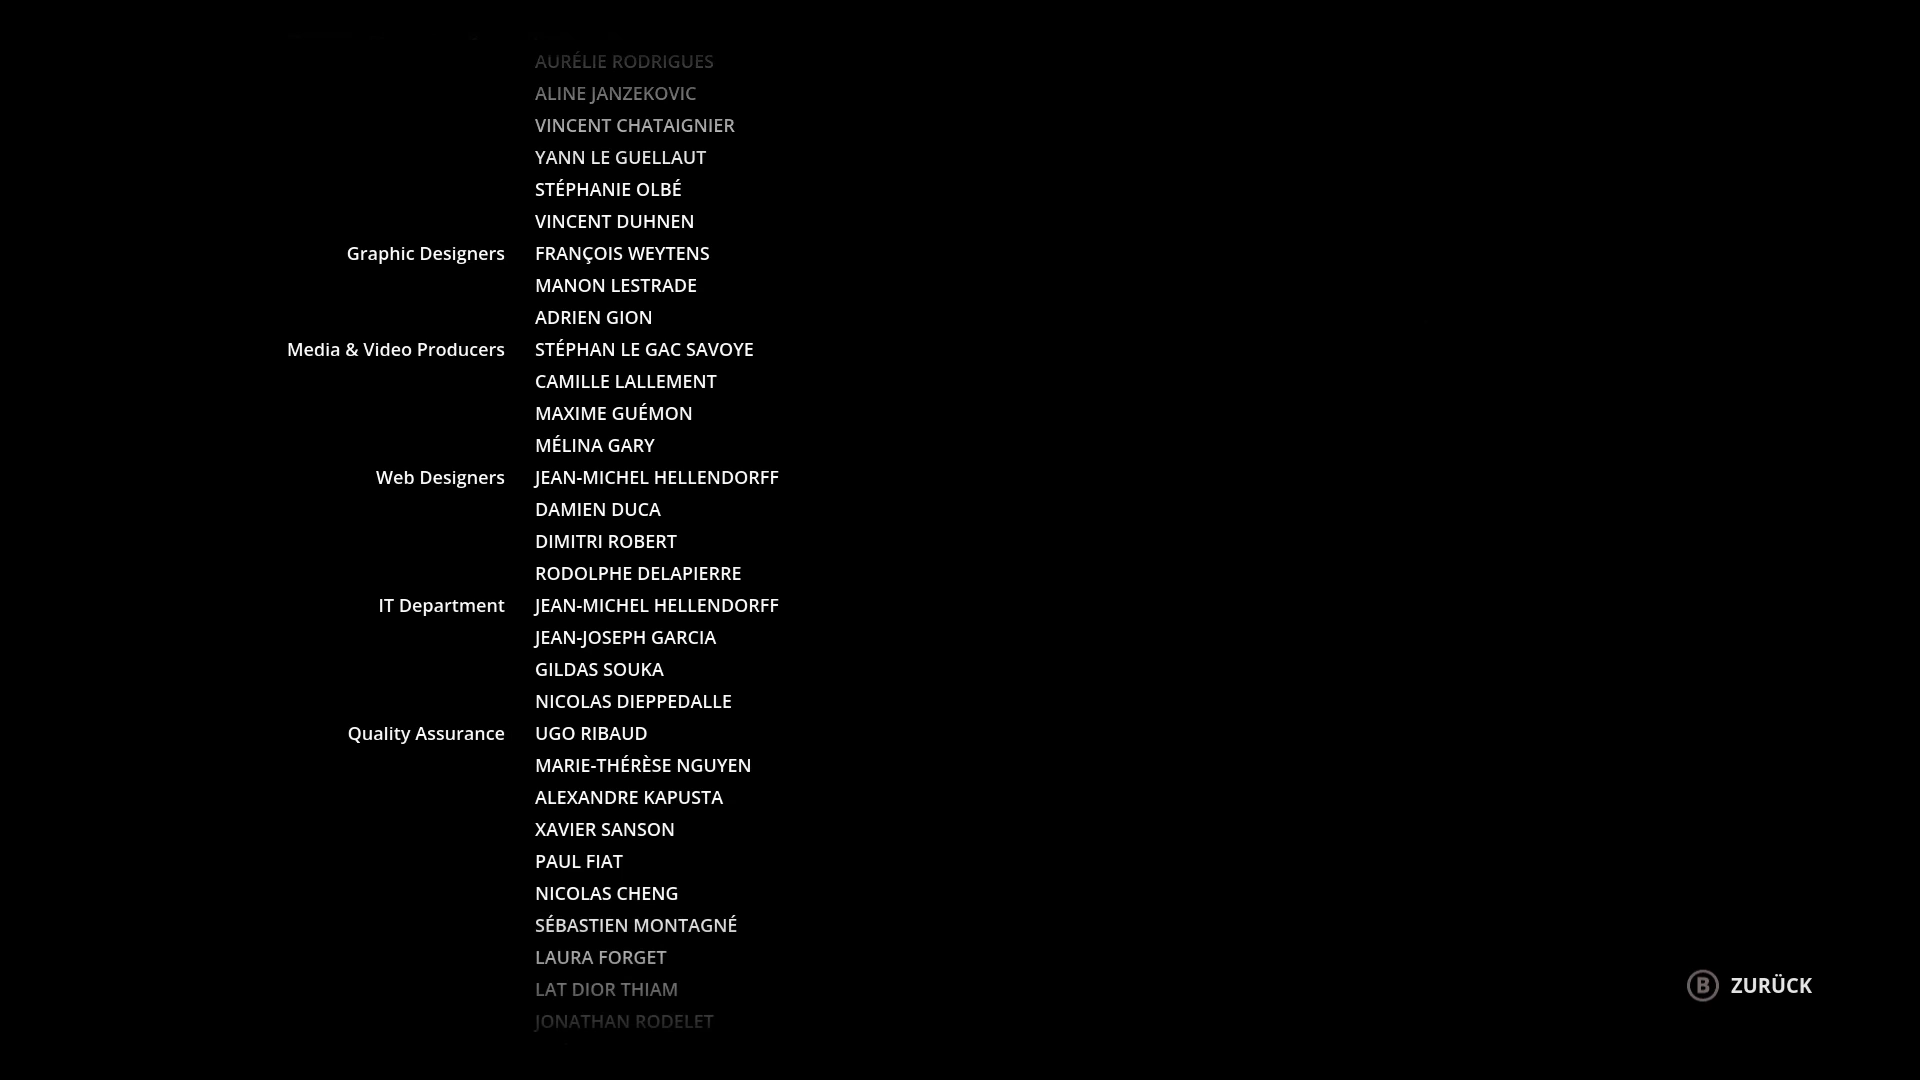 AURÉLIE RODRIGUES
ALINE JANZEKOVIC
VINCENT CHATAIGNIER
YANN LE GUELLAUT
STÉPHANIE OLBÉ
VINCENT DUHNEN
Graphic Designers FRANÇOIS WEYTENS
MANON LESTRADE
ADRIEN GION
Media & Video Producers STÉPHAN LE GAC SAVOYE
CAMILLE LALLEMENT
MAXIME GUÉMON
MÉLINA GARY
Web Designers JEAN-MICHEL HELLENDORFF
DAMIEN DUCA
DIMITRI ROBERT
RODOLPHE DELAPIERRE
IT Department JEAN-MICHEL HELLENDORFF
JEAN-JOSEPH GARCIA
GILDAS SOUKA
NICOLAS DIEPPEDALLE
Quality Assurance UGO RIBAUD
MARIE-THÉRÈSE NGUYEN
ALEXANDRE KAPUSTA
XAVIER SANSON
PAUL FIAT
NICOLAS CHENG
SÉBASTIEN MONTAGNÉ
LAURA FORGET
LAT DIOR THIAM
JONATHAN RODELET
B ZURÜCK